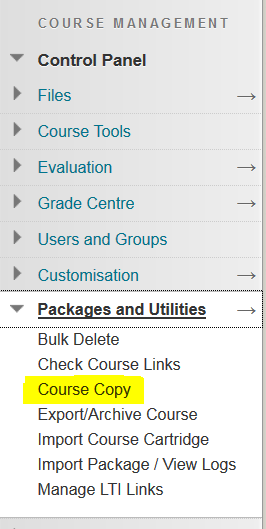 COURSE MANAGEMENT
Control Panel
Files
Course Tools
Evaluation
Grade Centre
Users and Groups
Customisation
Packages and Utilities
Bulk Delete
Check Course Links
Course Copy
Export/Archive Course
Import Course Cartridge
Import Package / View Logs
Manage LTI Links